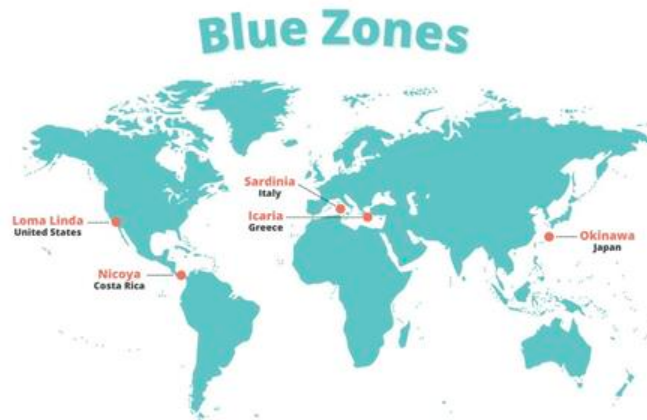 Blue Zones
Sardinia
Italy
Loma Linda
United States
Icaria
Greece
Okinawa
Japan
Nicoya
Costa Rica